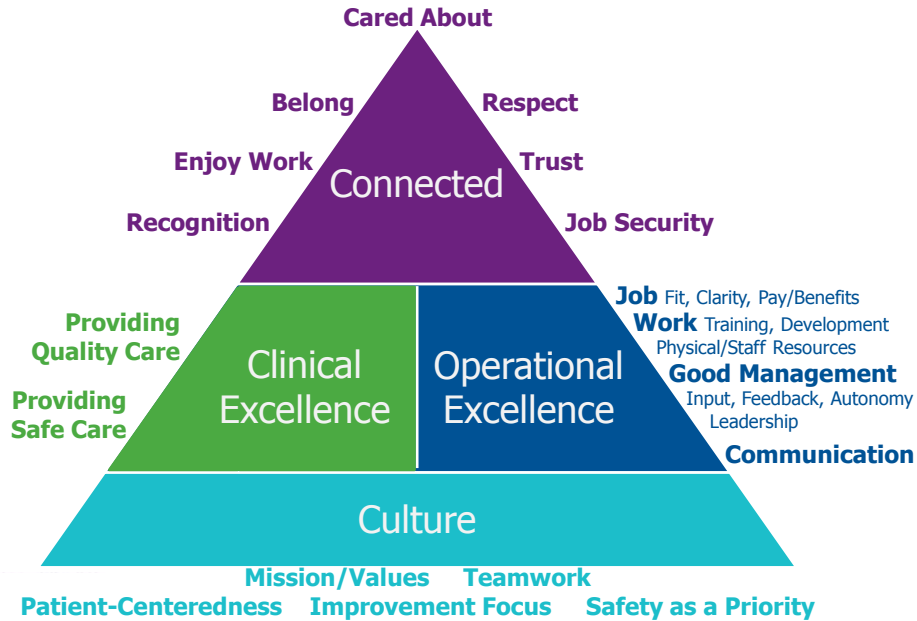 Cared About
Belong
Respect
Enjoy Work
Trust
Connected
Recognition
Job Security
Providing
Quality Care
Providing
Safe Care
Clinical
Excellence
Operational
Excellence
Job Fit, Clarity, Pay/Benefits
Work Training, Development
Physical/Staff Resources
Good Management
Input, Feedback, Autonomy
Leadership
Communication
Culture
Mission/Values Teamwork
Patient-Centeredness Improvement Focus Safety as a Priority